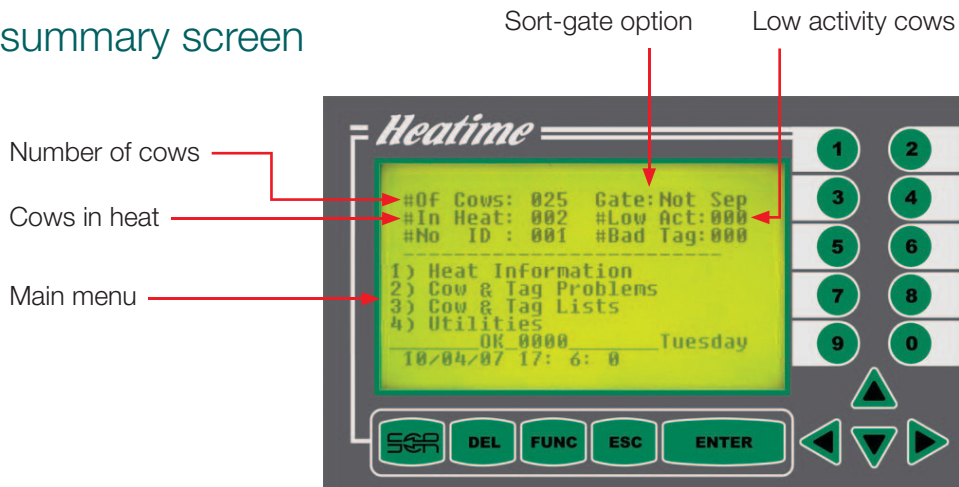 summary screen
Sort-gate option
Low activity cows
Number of cows
Cows in heat
Main menu
Heatime
#Of Cows: 025 Gate:Not Sep
#In Heat: 002 #Low Act:000
#No ID : 001 #Bad Tag:000
1) Heat Information
2) Cow & Tag Problems
3) Cow & Tag Lists
4) Utilities
OK_0000 Tuesday
10/04/07 17: 6: 0
1 2
3 4
5 6
7 8
9 0
SCR DEL FUNC ESC ENTER